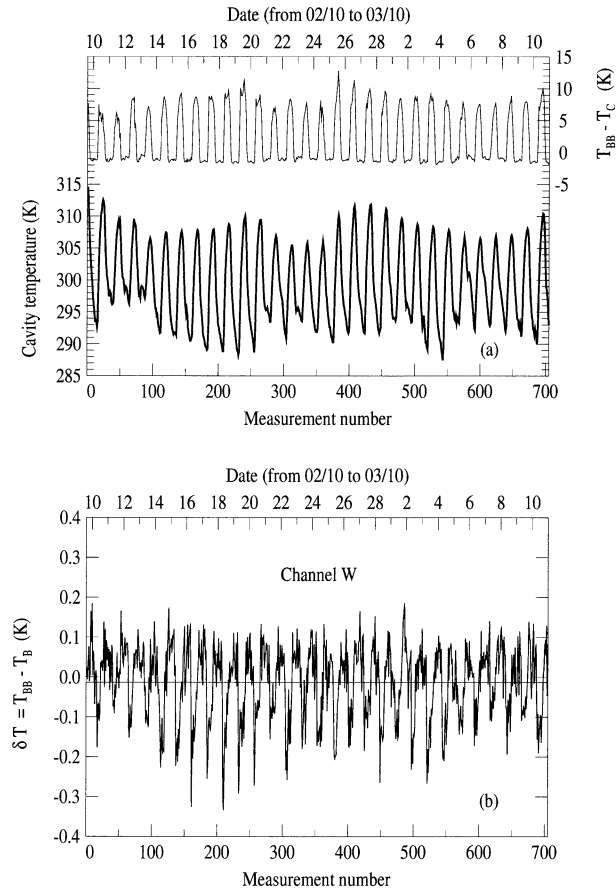 Date (from 02/10 to 03/10)
10 12 14 16 18 20 22 24 26 28 2 4 6 8 10
15
10
5
0
-5
T_BB - T_C (K)
315
310
305
300
295
290
285
Cavity temperature (K)
(a)
0 100 200 300 400 500 600 700
Measurement number
Date (from 02/10 to 03/10)
10 12 14 16 18 20 22 24 26 28 2 4 6 8 10
0.4
0.3
0.2
0.1
0.0
-0.1
-0.2
-0.3
-0.4
δ T = T_BB - T_B (K)
Channel W
(b)
0 100 200 300 400 500 600 700
Measurement number